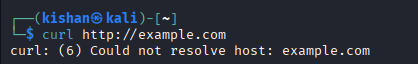 ┌──(kishan㉿kali)-[~]
└─$ curl http://example.com
curl: (6) Could not resolve host: example.com